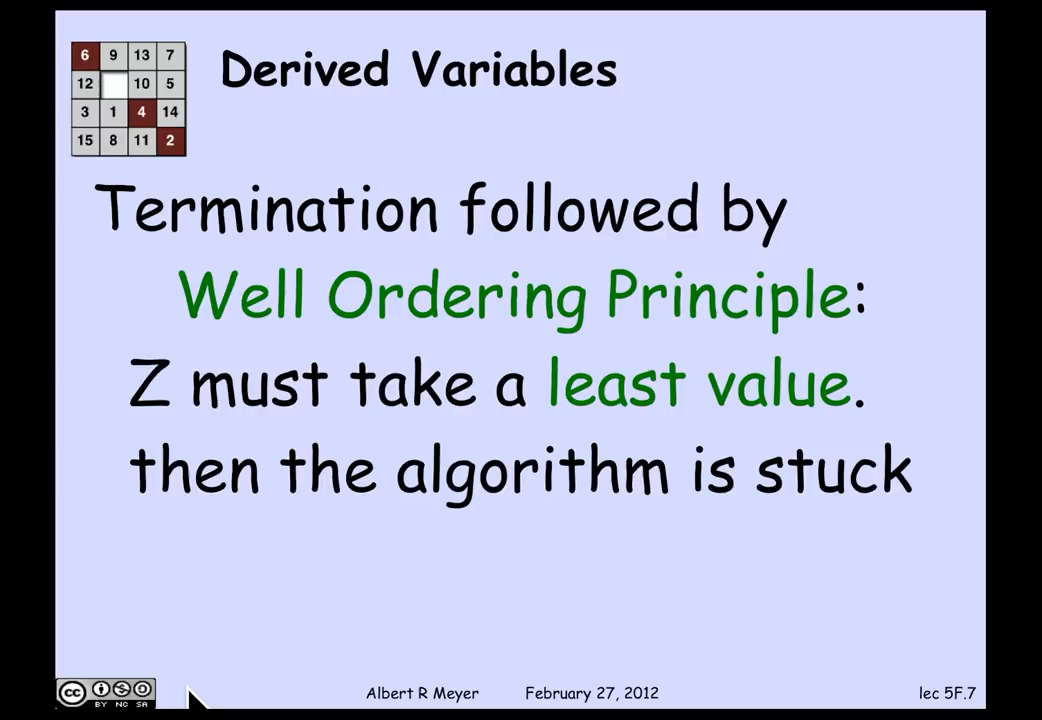 Derived Variables
6 9 13 7
12 10 5
3 1 4 14
15 8 11 2
Termination followed by
Well Ordering Principle:
Z must take a least value.
then the algorithm is stuck
cc BY NC SA
Albert R Meyer February 27, 2012 lec 5F.7